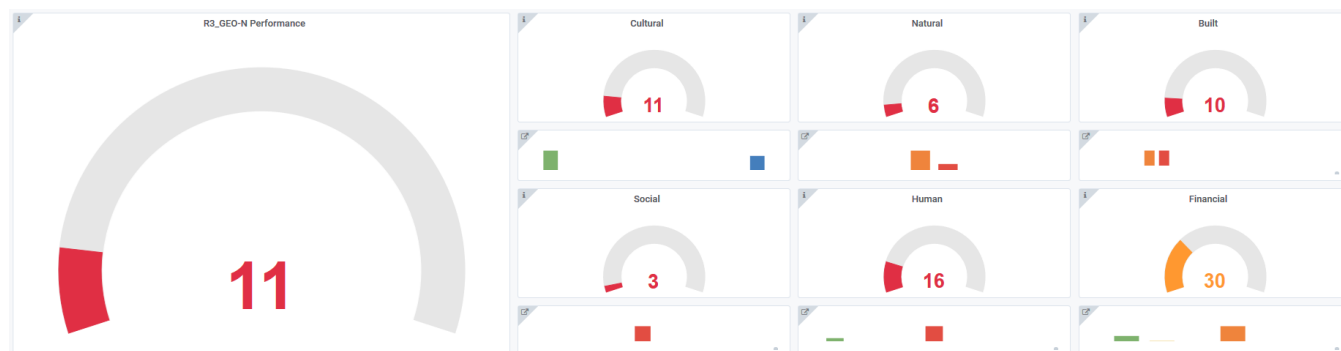 R3_GEO-N Performance
11
Cultural
11
Natural
6
Built
10
Social
3
Human
16
Financial
30